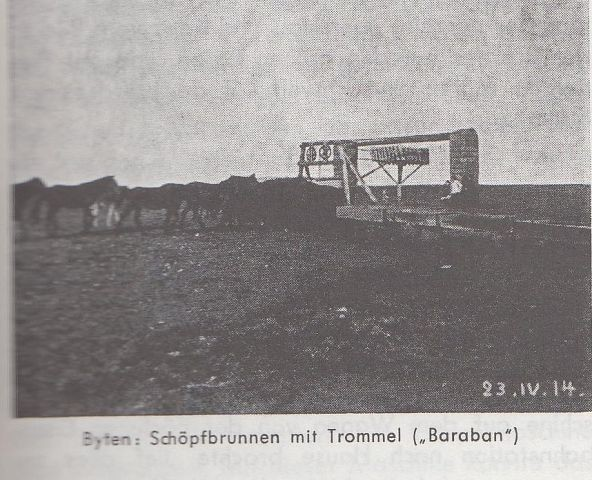 23.IV.14.
Byten: Schöpfbrunnen mit Trommel („Baraban“)